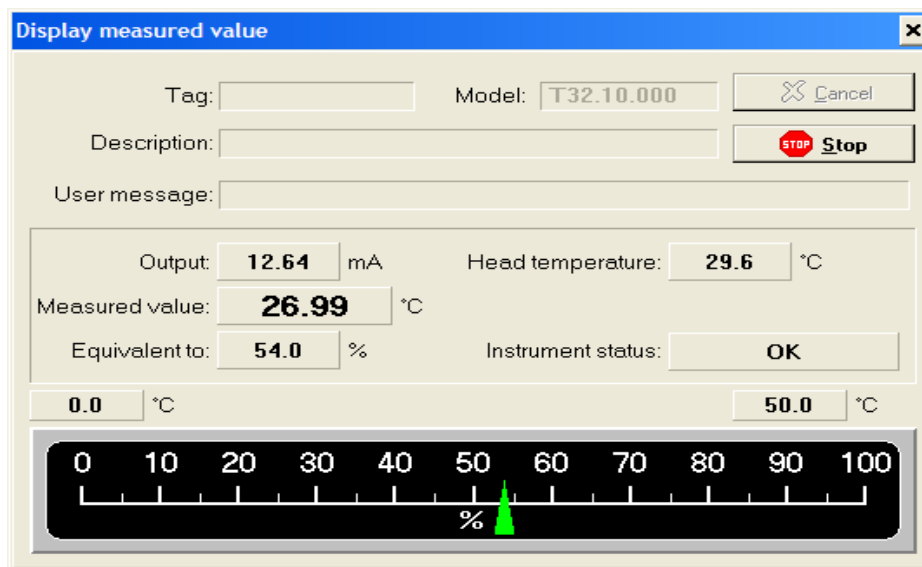 Display measured value
Tag: Model: T32.10.000 Cancel
Description: STOP Stop
User message:
Output: 12.64 mA Head temperature: 29.6 °C
Measured value: 26.99 °C
Equivalent to: 54.0 % Instrument status: OK
0.0 °C 50.0 °C
0 10 20 30 40 50 60 70 80 90 100
%